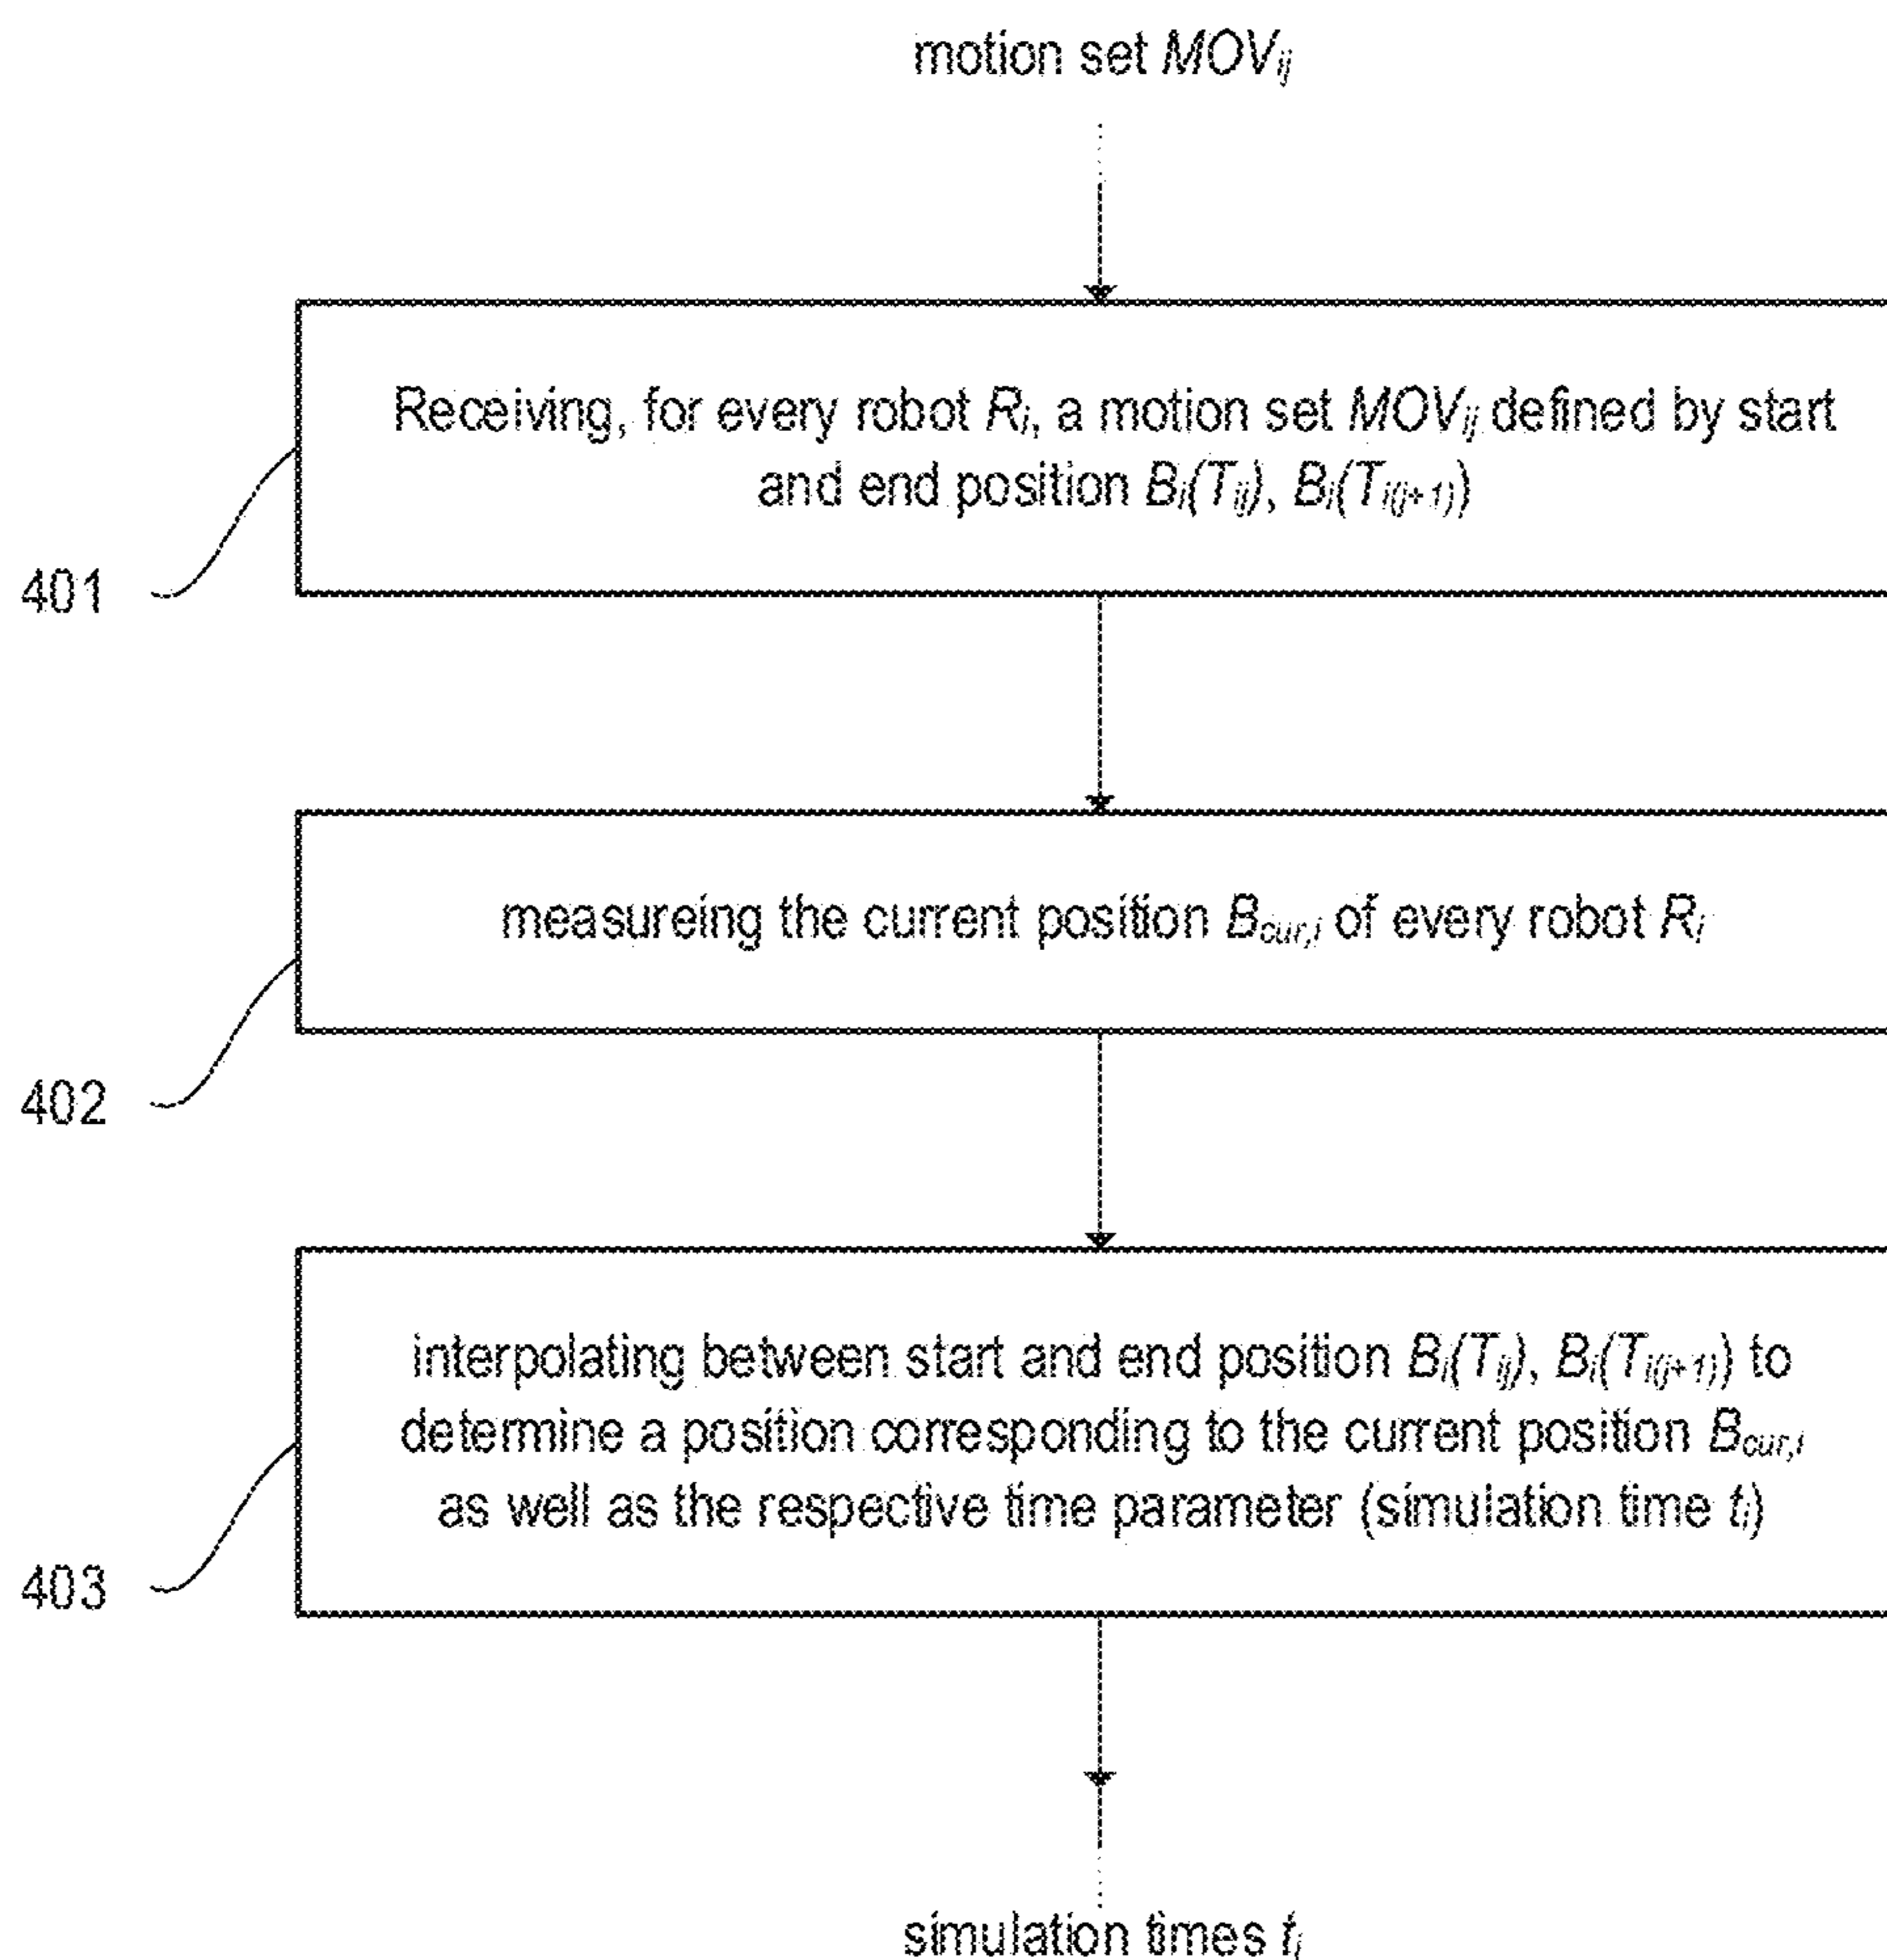 motion set MOVij
Receiving, for every robot Ri, a motion set MOVij defined by start
and end position Bi(Tij), Bi(Ti(j+1))
401
measureing the current position Bcur,i of every robot Ri
402
interpolating between start and end position Bi(Tij), Bi(Ti(j+1)) to
determine a position corresponding to the current position Bcur,i
as well as the respective time parameter (simulation time ti)
403
simulation times ti